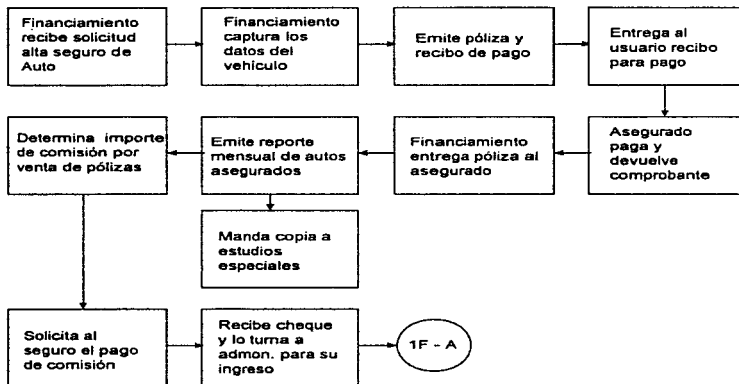 Financiamiento
recibe solicitud
alta seguro de
Auto
Financiamiento
captura los
datos del
vehículo
Emite póliza y
recibo de pago
Entrega al
usuario recibo
para pago
Asegurado
paga y
devuelve
comprobante
Financiamiento
entrega póliza al
asegurado
Emite reporte
mensual de autos
asegurados
Determina importe
de comisión por
venta de pólizas
Manda copia a
estudios
especiales
Solicita al
seguro el pago
de comisión
Recibe cheque
y lo turna a
admon. para su
ingreso
1F - A